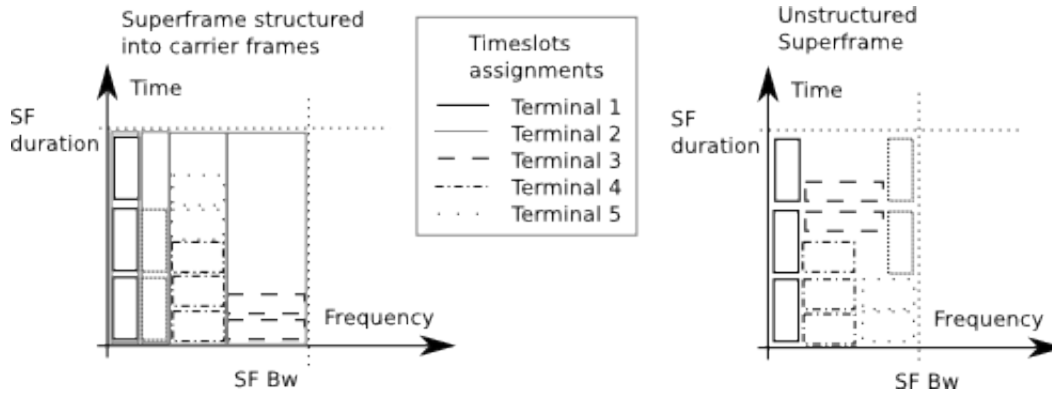 Superframe structured
into carrier frames
Time
SF
duration
Frequency
SF Bw
Timeslots
assignments
Terminal 1
Terminal 2
Terminal 3
Terminal 4
Terminal 5
Unstructured
Superframe
Time
SF
duration
Frequency
SF Bw